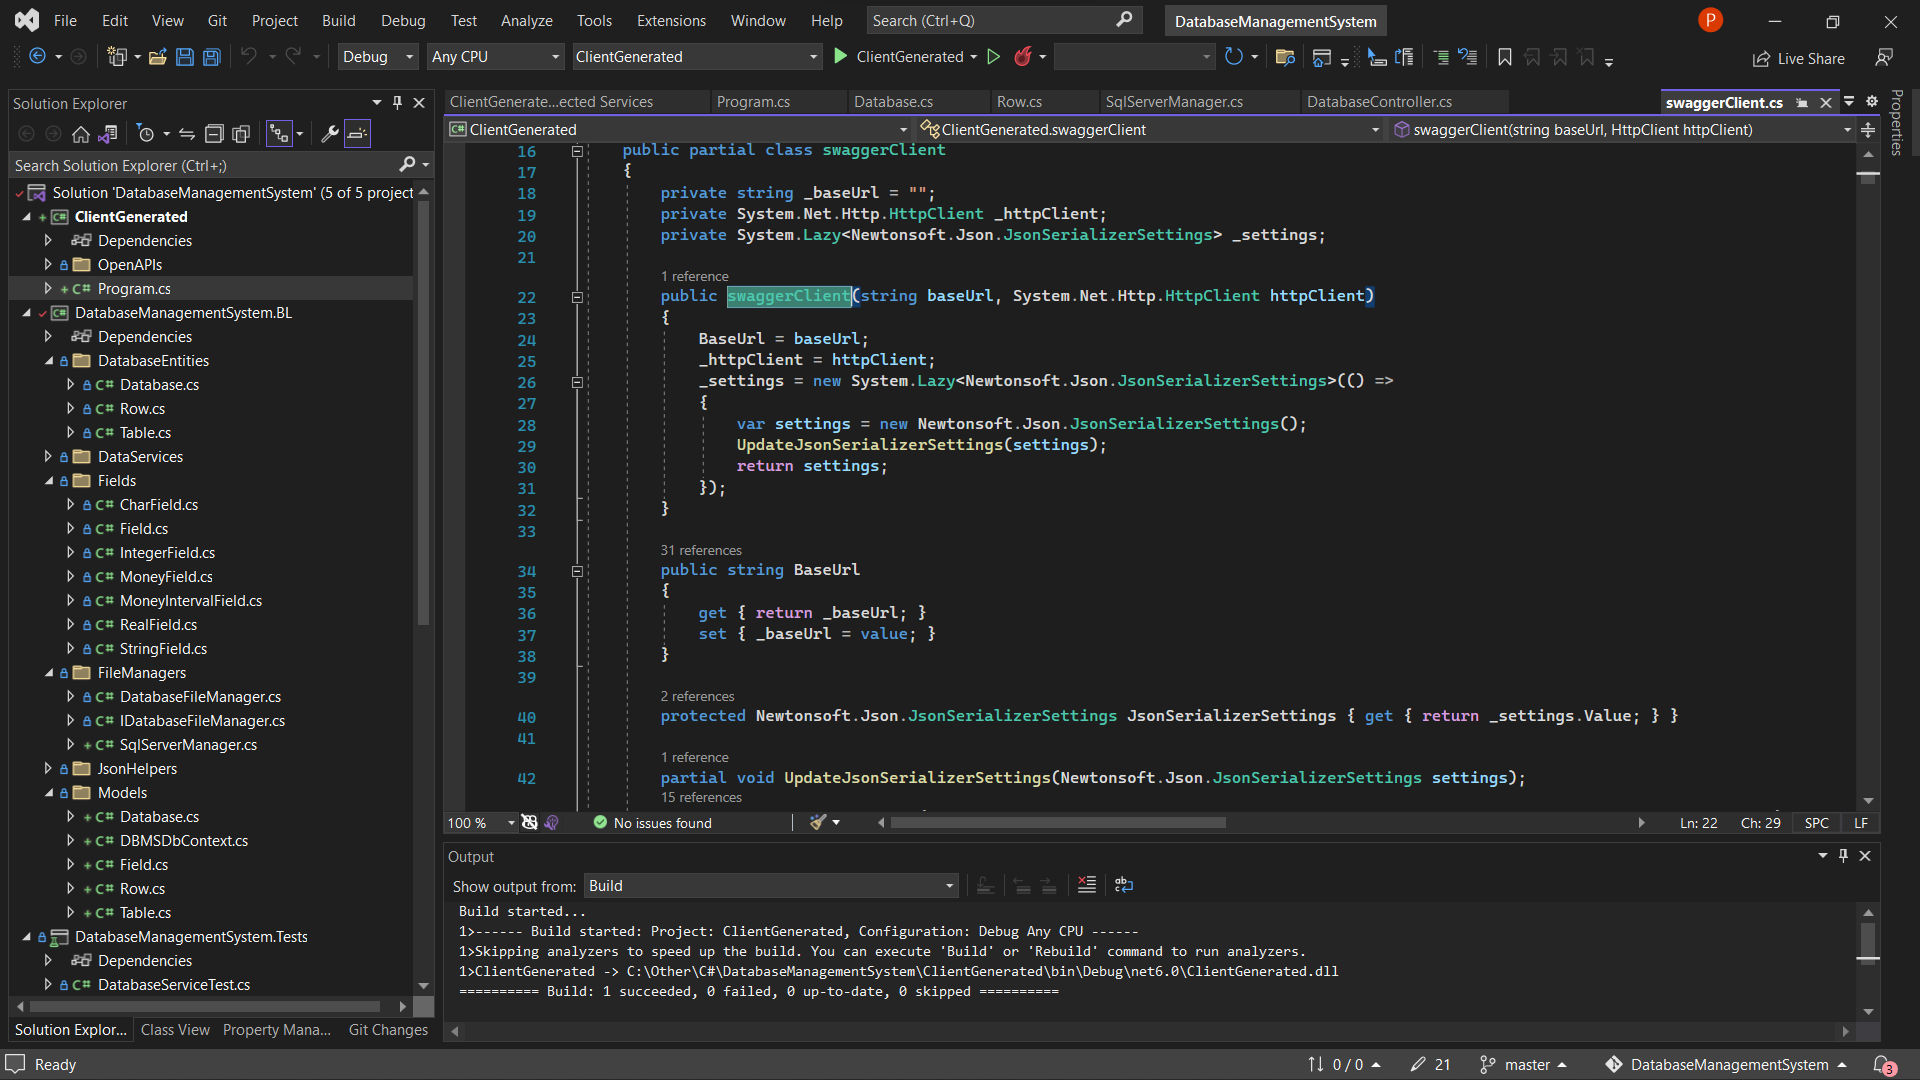 File Edit View Git Project Build Debug Test Analyze Tools Extensions Window Help Search (Ctrl+Q) DatabaseManagementSystem P
Debug Any CPU ClientGenerated ClientGenerated Live Share
Solution Explorer
Search Solution Explorer (Ctrl+;)
Solution 'DatabaseManagementSystem' (5 of 5 project
ClientGenerated
Dependencies
OpenAPIs
C# Program.cs
DatabaseManagementSystem.BL
Dependencies
DatabaseEntities
C# Database.cs
C# Row.cs
C# Table.cs
DataServices
Fields
C# CharField.cs
C# Field.cs
C# IntegerField.cs
C# MoneyField.cs
C# MoneyIntervalField.cs
C# RealField.cs
C# StringField.cs
FileManagers
C# DatabaseFileManager.cs
C# IDatabaseFileManager.cs
C# SqlServerManager.cs
JsonHelpers
Models
C# Database.cs
C# DBMSDbContext.cs
C# Field.cs
C# Row.cs
C# Table.cs
DatabaseManagementSystem.Tests
Dependencies
C# DatabaseServiceTest.cs
Solution Explor... Class View Property Mana... Git Changes
ClientGenerate...ected Services Program.cs Database.cs Row.cs SqlServerManager.cs DatabaseController.cs swaggerClient.cs
Properties
ClientGenerated ClientGenerated.swaggerClient swaggerClient(string baseUrl, HttpClient httpClient)
16 public partial class swaggerClient
17 {
18 private string _baseUrl = "";
19 private System.Net.Http.HttpClient _httpClient;
20 private System.Lazy<Newtonsoft.Json.JsonSerializerSettings> _settings;
21
1 reference
22 public swaggerClient(string baseUrl, System.Net.Http.HttpClient httpClient)
23 {
24 BaseUrl = baseUrl;
25 _httpClient = httpClient;
26 _settings = new System.Lazy<Newtonsoft.Json.JsonSerializerSettings>(() =>
27 {
28 var settings = new Newtonsoft.Json.JsonSerializerSettings();
29 UpdateJsonSerializerSettings(settings);
30 return settings;
31 });
32 }
33
31 references
34 public string BaseUrl
35 {
36 get { return _baseUrl; }
37 set { _baseUrl = value; }
38 }
39
2 references
40 protected Newtonsoft.Json.JsonSerializerSettings JsonSerializerSettings { get { return _settings.Value; } }
41
1 reference
42 partial void UpdateJsonSerializerSettings(Newtonsoft.Json.JsonSerializerSettings settings);
15 references
100 % No issues found Ln: 22 Ch: 29 SPC LF
Output
Show output from: Build
Build started...
1>------ Build started: Project: ClientGenerated, Configuration: Debug Any CPU ------
1>Skipping analyzers to speed up the build. You can execute 'Build' or 'Rebuild' command to run analyzers.
1>ClientGenerated -> C:\Other\C#\DatabaseManagementSystem\ClientGenerated\bin\Debug\net6.0\ClientGenerated.dll
========== Build: 1 succeeded, 0 failed, 0 up-to-date, 0 skipped ==========
Ready 0 / 0 21 master DatabaseManagementSystem 3